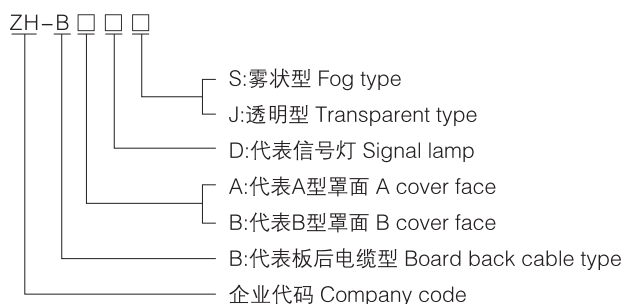 ZH-B□□□
S:雾状型 Fog type
J:透明型 Transparent type
D:代表信号灯 Signal lamp
A:代表A型罩面 A cover face
B:代表B型罩面 B cover face
B:代表板后电缆型 Board back cable type
企业代码 Company code